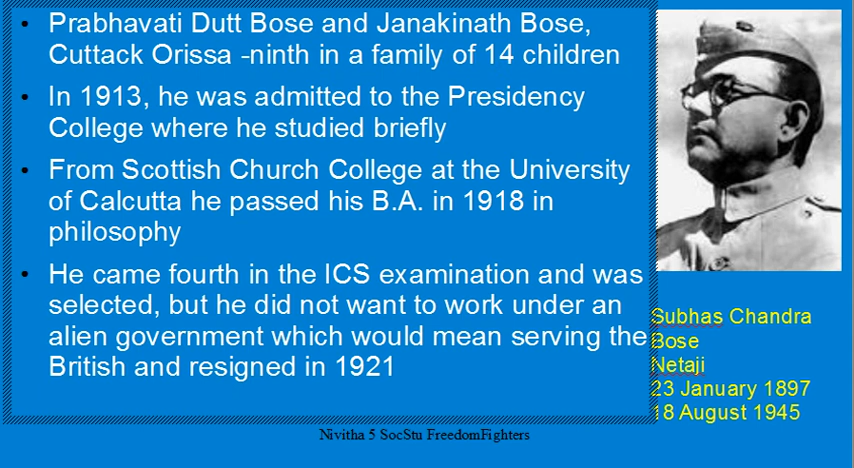 Prabhavati Dutt Bose and Janakinath Bose,
Cuttack Orissa -ninth in a family of 14 children
In 1913, he was admitted to the Presidency
College where he studied briefly
From Scottish Church College at the University
of Calcutta he passed his B.A. in 1918 in
philosophy
He came fourth in the ICS examination and was
selected, but he did not want to work under an
alien government which would mean serving the
British and resigned in 1921
Subhas Chandra
Bose
Netaji
23 January 1897
18 August 1945
Nivitha 5 SocStu FreedomFighters